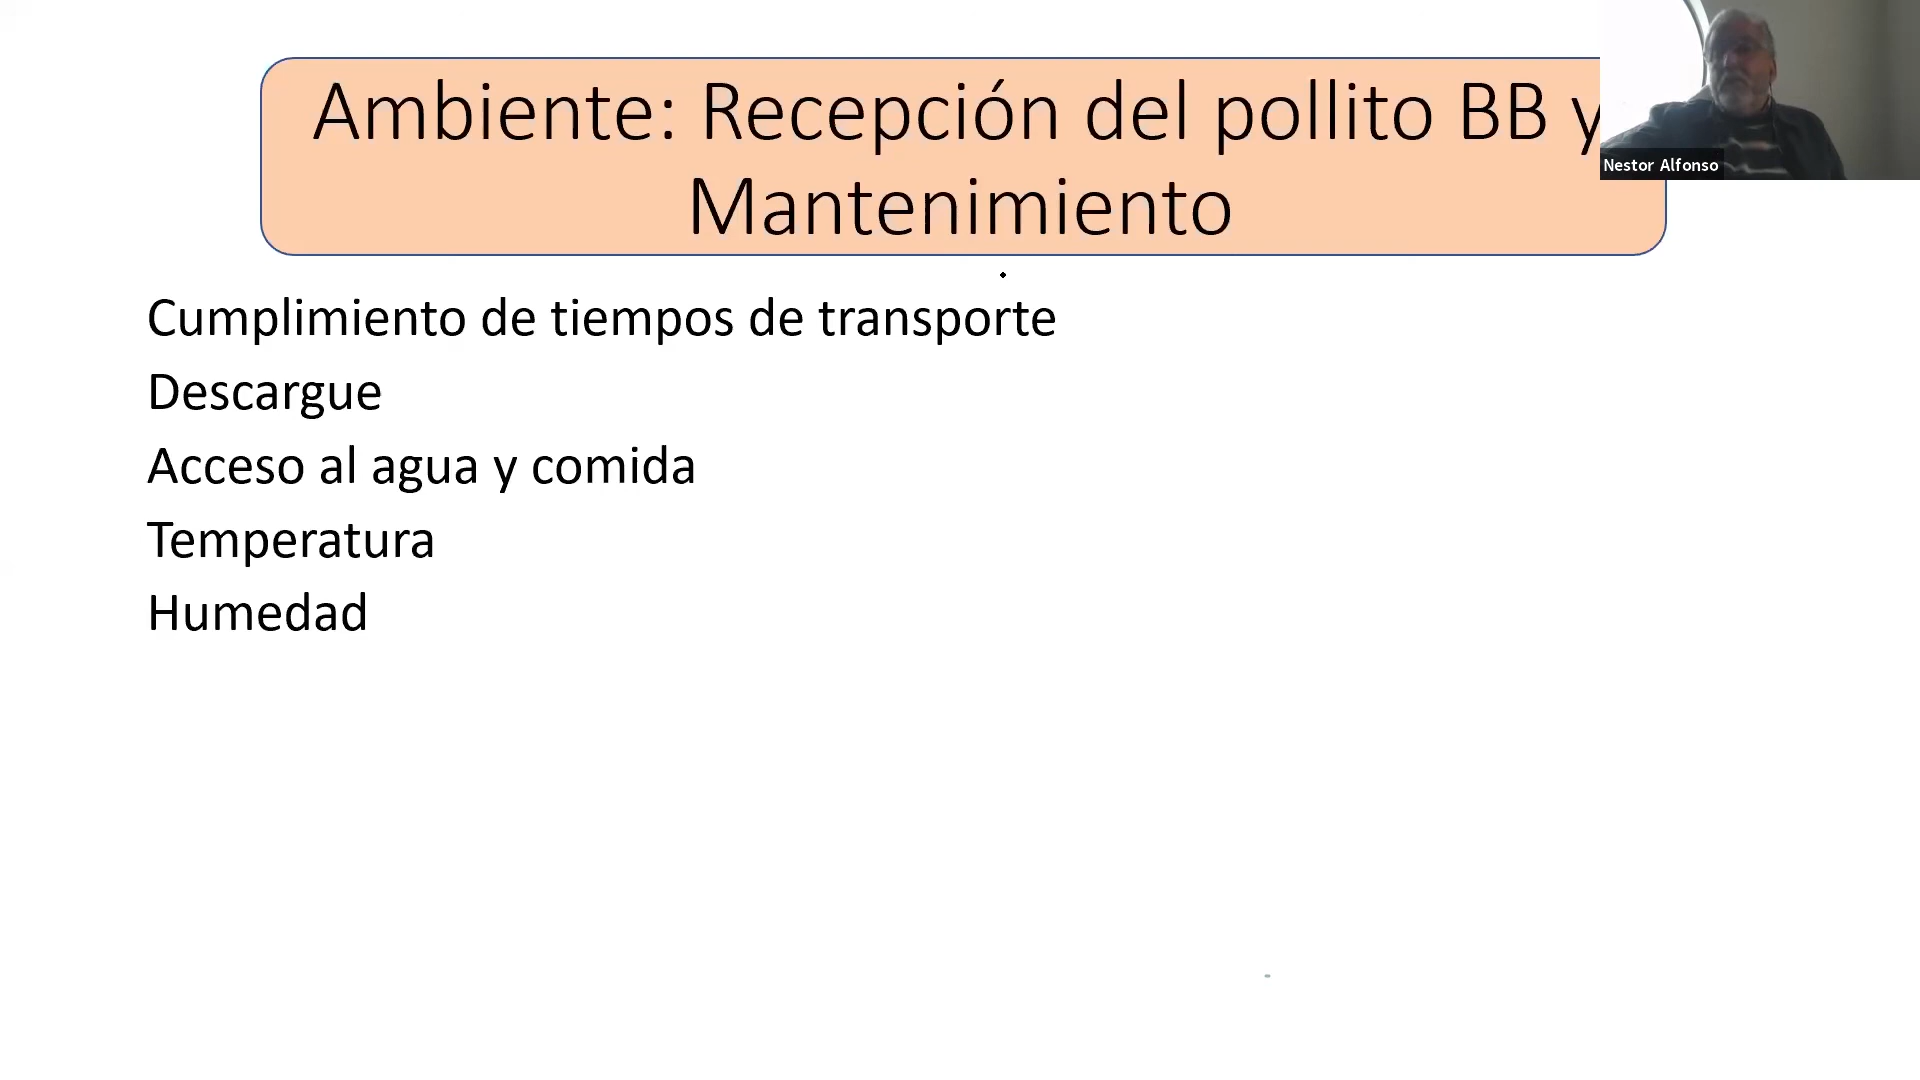 Ambiente: Recepción del pollito BB y
Mantenimiento
Nestor Alfonso
Cumplimiento de tiempos de transporte
Descargue
Acceso al agua y comida
Temperatura
Humedad